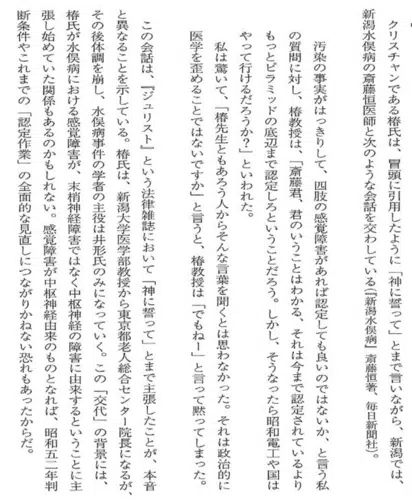 クリスチャンである椿氏は、冒頭に引用したように「神に誓って」とまで言いながら、新潟では、
新潟水俣病の斎藤恒医師と次のような会話を交わしている(『新潟水俣病』斎藤恒著、毎日新聞社)。
汚染の事実がはっきりして、四肢の感覚障害があれば認定しても良いのではないか、と言う私
の質問に対し、椿教授は、「斎藤君、君のいうことはわかる、それは今まで認定されているより
もっとピラミッドの底辺まで認定しろということだろう。しかし、そうなったら昭和電工や国は
やって行けるだろうか?」といわれた。
私は驚いて、「椿先生ともあろう人からそんな言葉を聞くとは思わなかった。それは政治的に
医学を歪めることではないですか」と言うと、椿教授は「でもねー」と言って黙ってしまった。
この会話は、『ジュリスト』という法律雑誌において「神に誓って」とまで主張したことが、本音
と異なることを示している。椿氏は、新潟大学医学部教授から東京都老人総合センター院長になるが、
その後体調を崩し、水俣病事件の学者の主役は井形氏のみになっていく。この「交代」の背景には、
椿氏が水俣病における感覚障害が、末梢神経障害ではなく中枢神経の障害に由来するということに主
張し始めていた関係もあるのかもしれない。感覚障害が中枢神経由来のものとなれば、昭和五二年判
断条件やこれまでの「認定作業」の全面的な見直しにつながりかねない恐れもあったからだ。